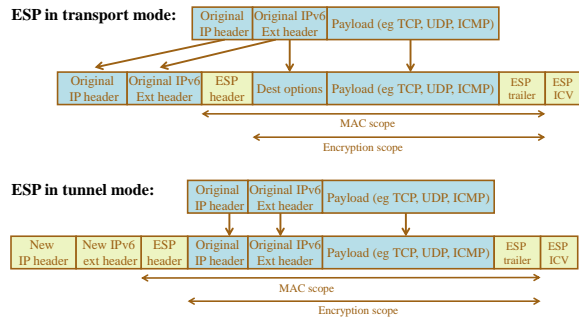 ESP in transport mode:
Original IP header
Original IPv6 Ext header
Payload (eg TCP, UDP, ICMP)
Original IP header
Original IPv6 Ext header
ESP header
Dest options
Payload (eg TCP, UDP, ICMP)
ESP trailer
ESP ICV
MAC scope
Encryption scope
ESP in tunnel mode:
Original IP header
Original IPv6 Ext header
Payload (eg TCP, UDP, ICMP)
New IP header
New IPv6 ext header
ESP header
Original IP header
Original IPv6 Ext header
Payload (eg TCP, UDP, ICMP)
ESP trailer
ESP ICV
MAC scope
Encryption scope